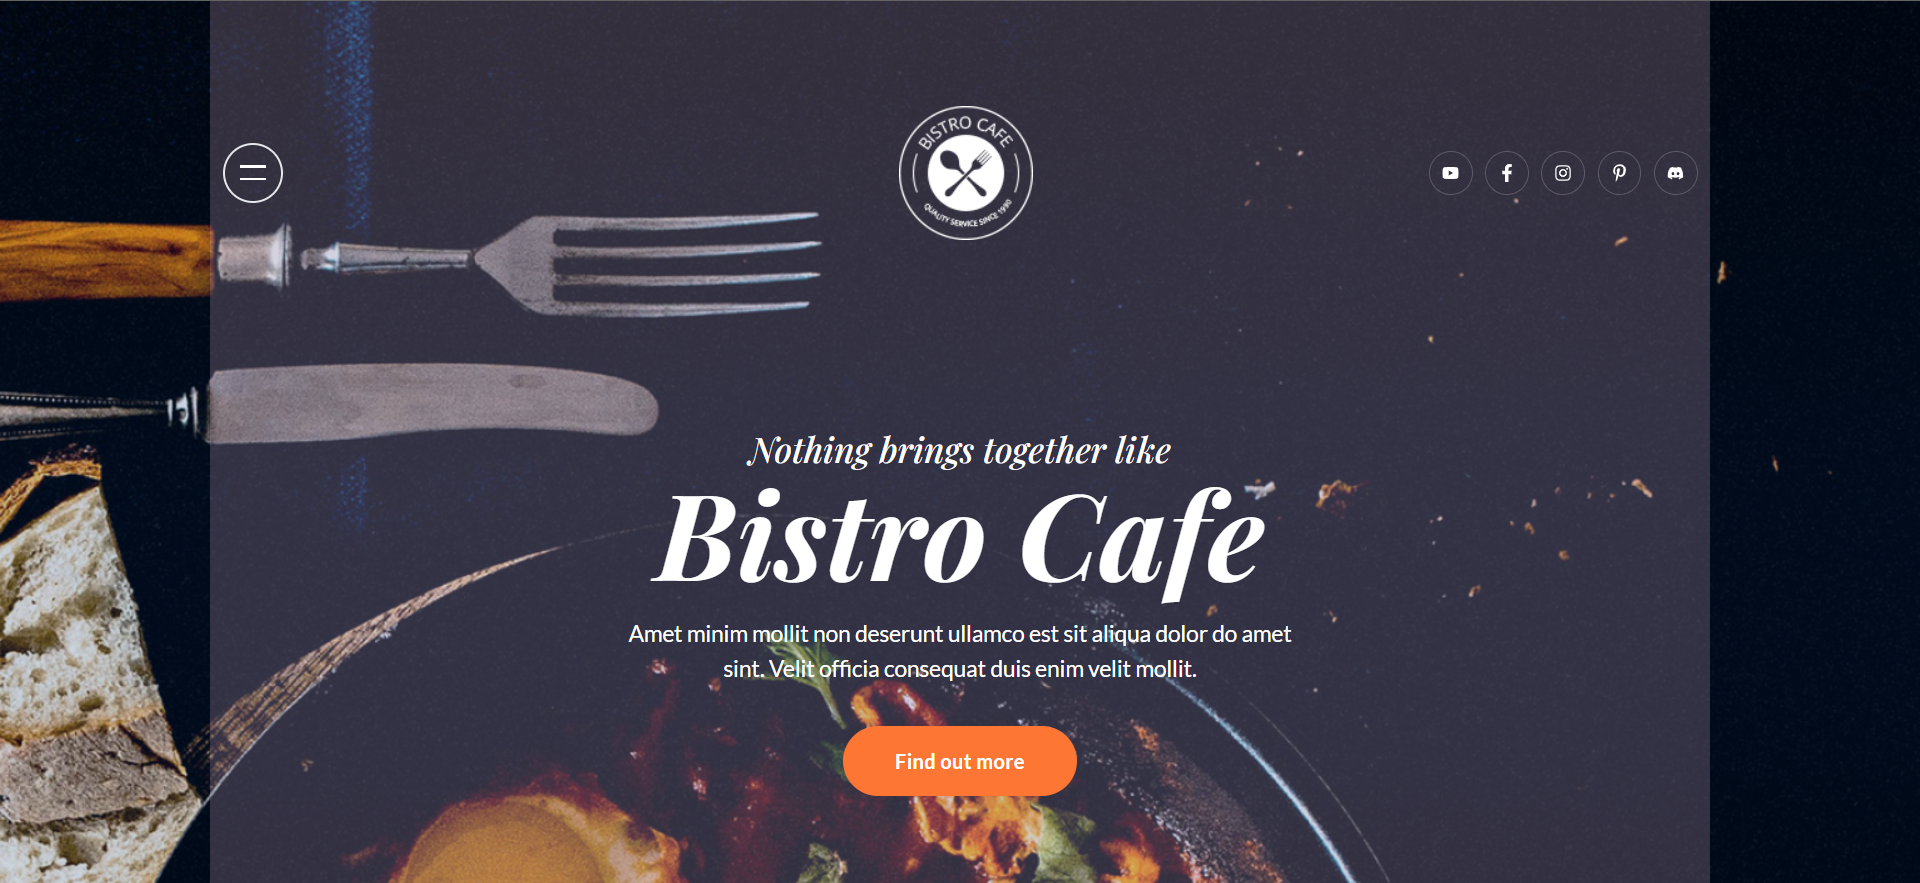 BISTRO CAFE
QUALITY SERVICE SINCE 1990
Nothing brings together like
Bistro Cafe
Amet minim mollit non deserunt ullamco est sit aliqua dolor do amet
sint. Velit officia consequat duis enim velit mollit.
Find out more